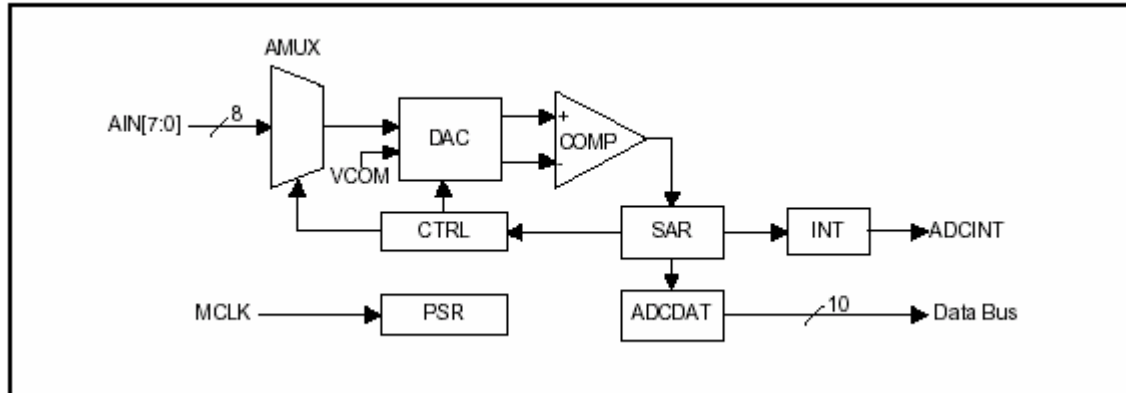 AMUX
AIN[7:0]
8
DAC
+
COMP
-
VCOM
CTRL
SAR
INT
ADCINT
MCLK
PSR
ADCDAT
10
Data Bus